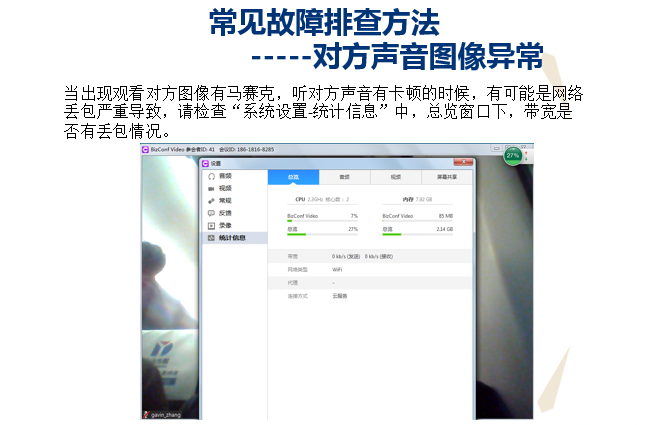 常见故障排查方法
-----对方声音图像异常
当出现观看对方图像有马赛克，听对方声音有卡顿的时候，有可能是网络
丢包严重导致，请检查“系统设置-统计信息”中，总览窗口下，带宽是
否有丢包情况。
BizConf Video 参会者ID: 41 会议ID: 186-1816-8285
27%
设置
音频
视频
常规
反馈
录像
统计信息
总览 音频 视频 屏幕共享
CPU 2.3GHz 核心数: 2 内存 7.92 GB
BizConf Video 7% BizConf Video 85 MB
总流 27% 总流 2.14 GB
带宽 0 kb/s (发送) 0 kb/s (接收)
网络类型 WiFi
代理 -
连接方式 云服务
gavin_zhang